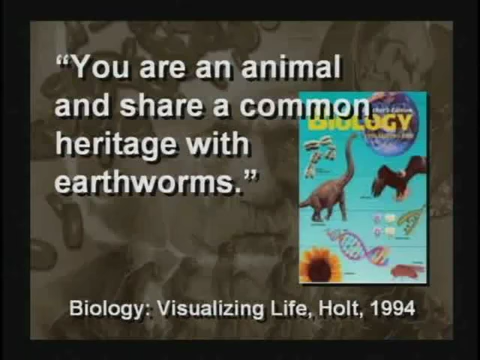 “You are an animal
and share a common
heritage with
earthworms.”
BIOLOGY
Biology: Visualizing Life, Holt, 1994